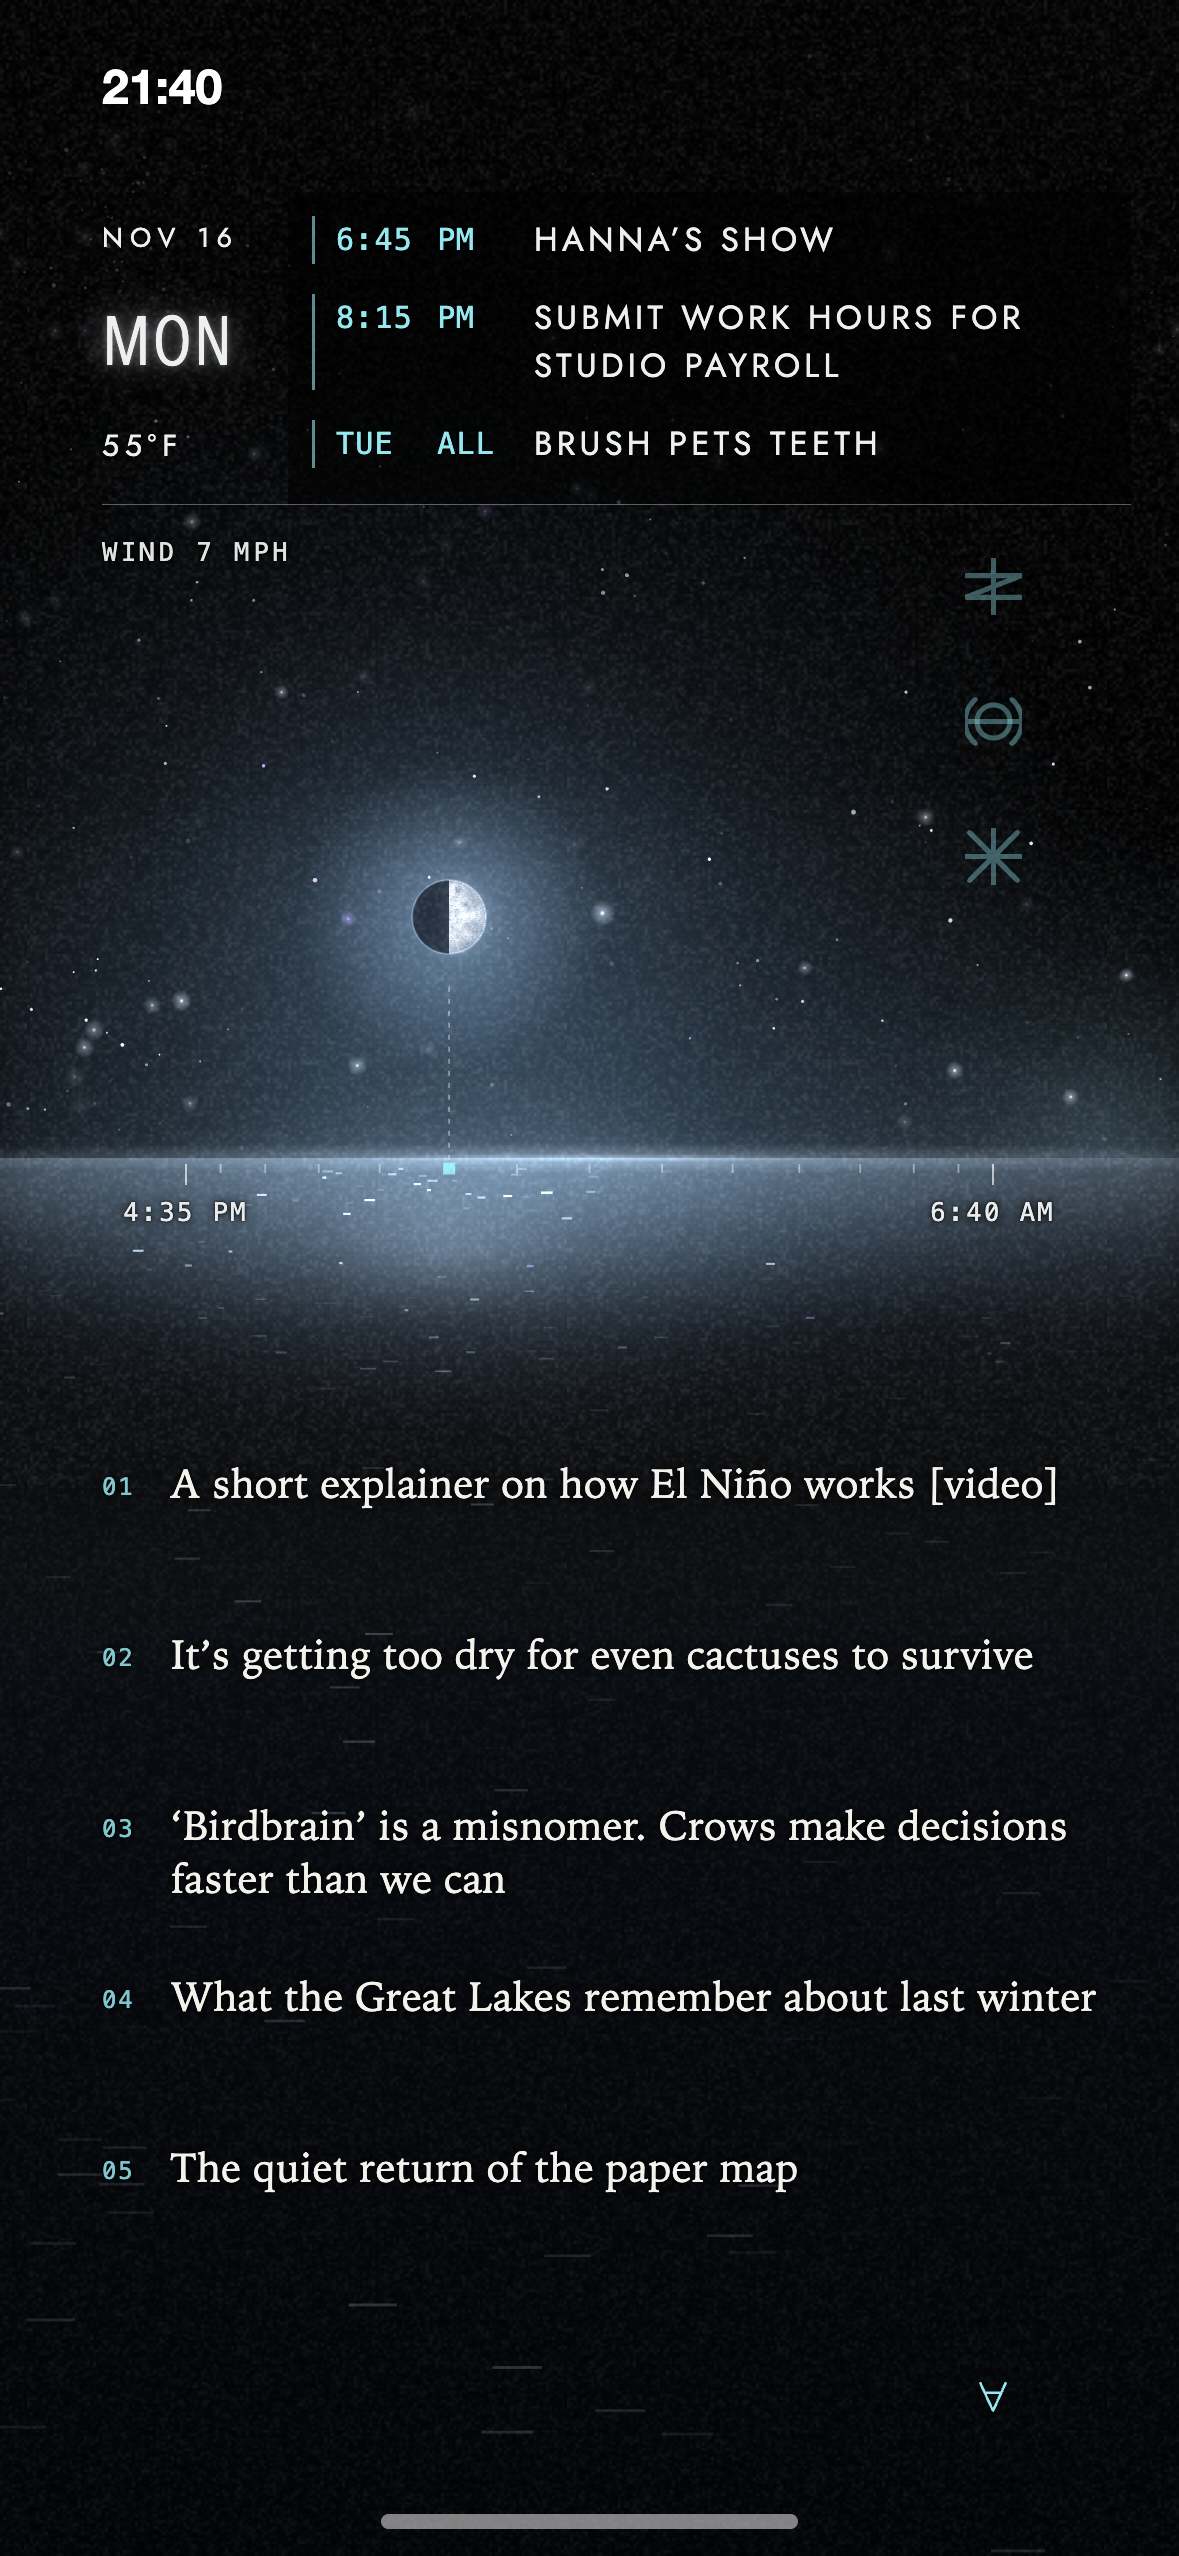 21:40
NOV 16
MON
55°F
6:45 PM HANNA’S SHOW
8:15 PM SUBMIT WORK HOURS FOR
STUDIO PAYROLL
TUE ALL BRUSH PETS TEETH
WIND 7 MPH
4:35 PM 6:40 AM
01 A short explainer on how El Niño works [video]
02 It’s getting too dry for even cactuses to survive
03 ‘Birdbrain’ is a misnomer. Crows make decisions
faster than we can
04 What the Great Lakes remember about last winter
05 The quiet return of the paper map